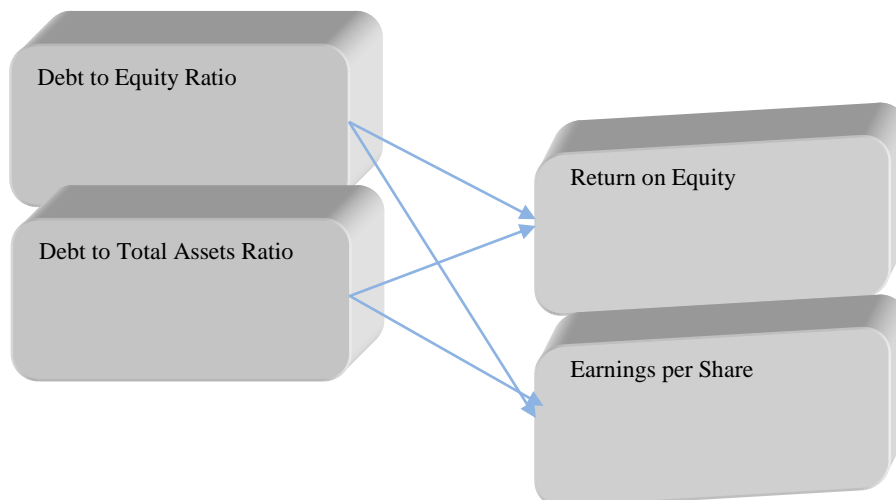 Debt to Equity Ratio
Debt to Total Assets Ratio
Return on Equity
Earnings per Share